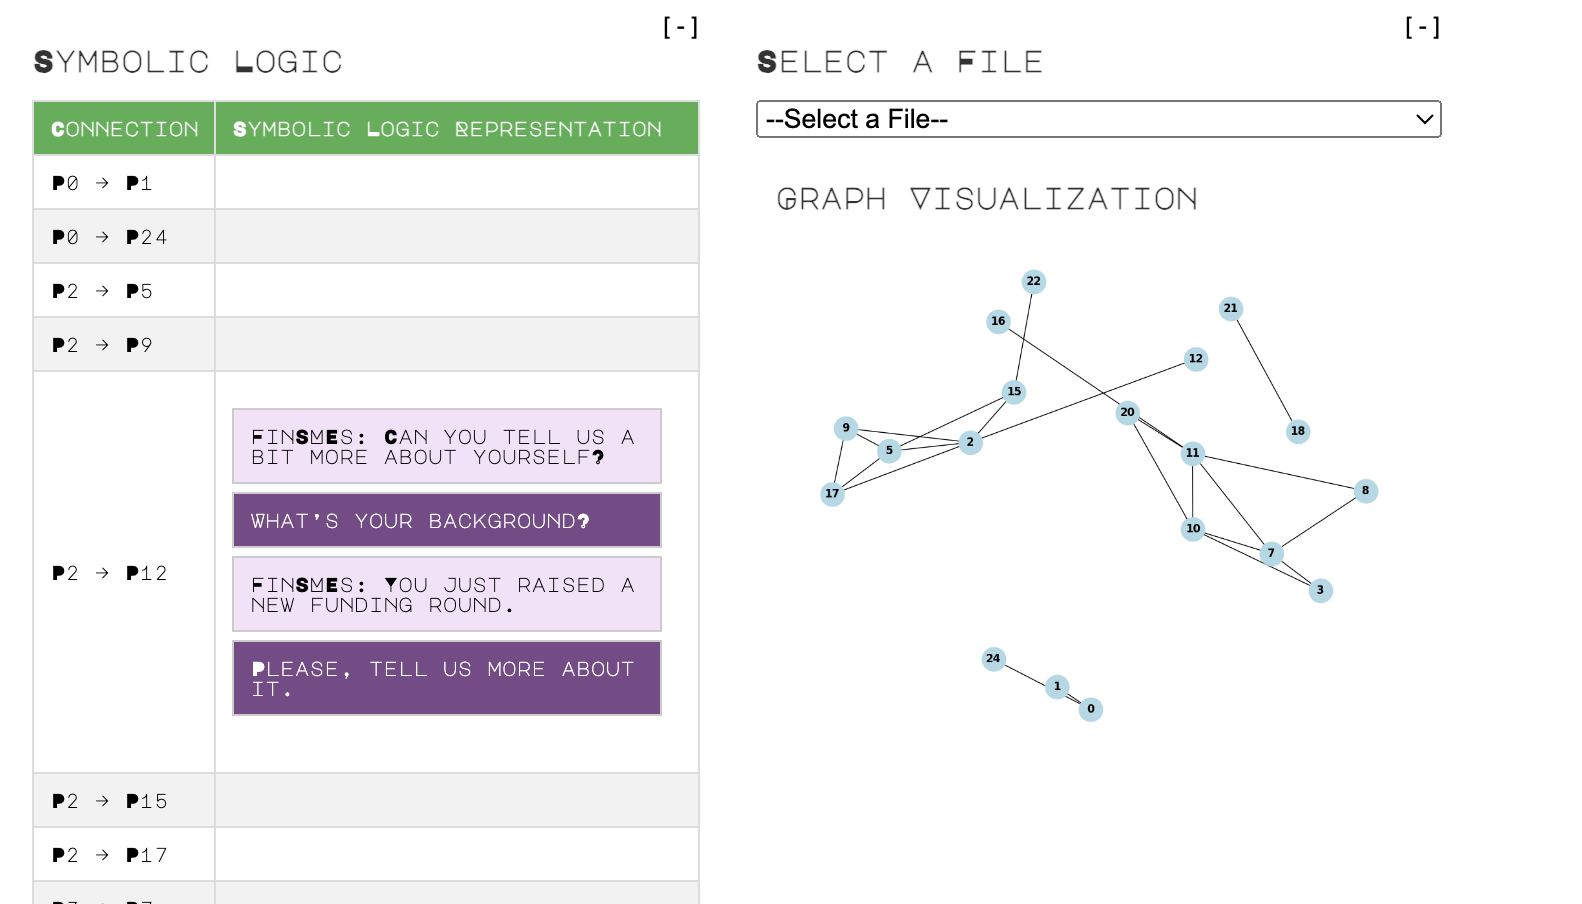 [-]
Symbolic Logic
Connection Symbolic Logic Representation
P0 → P1
P0 → P24
P2 → P5
P2 → P9
P2 → P12
FinSMEs: Can you tell us a
bit more about yourself?
What's your background?
FinSMEs: You just raised a
new funding round.
Please, tell us more about
it.
P2 → P15
P2 → P17
[-]
Select a File
--Select a File--
Graph Visualization
22
21
16
12
15
20
9
18
2
5
11
8
17
10
7
3
24
1
0